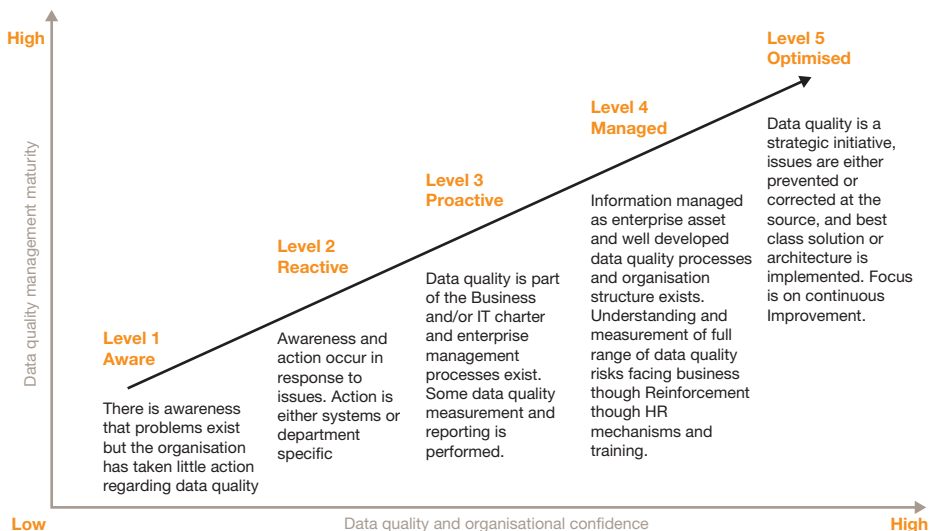 High
Data quality management maturity
Level 1
Aware
There is awareness
that problems exist
but the organisation
has taken little action
regarding data quality
Level 2
Reactive
Awareness and
action occur in
response to
issues. Action is
either systems or
department
specific
Level 3
Proactive
Data quality is part
of the Business
and/or IT charter
and enterprise
management
processes exist.
Some data quality
measurement and
reporting is
performed.
Level 4
Managed
Information managed
as enterprise asset
and well developed
data quality processes
and organisation
structure exists.
Understanding and
measurement of full
range of data quality
risks facing business
though Reinforcement
though HR
mechanisms and
training.
Level 5
Optimised
Data quality is a
strategic initiative,
issues are either
prevented or
corrected at the
source, and best
class solution or
architecture is
implemented. Focus
is on continuous
Improvement.
Low
Data quality and organisational confidence
High